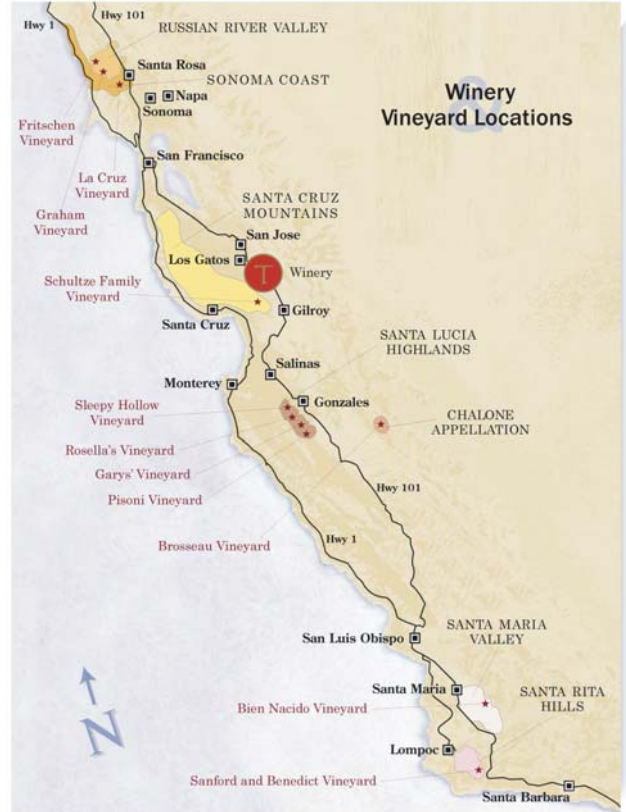 Hwy 1
Hwy 101
RUSSIAN RIVER VALLEY
Santa Rosa
SONOMA COAST
Napa
Sonoma
&
Winery
Vineyard Locations
Fritschen
Vineyard
La Cruz
Vineyard
Graham
Vineyard
San Francisco
SANTA CRUZ
MOUNTAINS
San Jose
Los Gatos
T
Winery
Schultze Family
Vineyard
Gilroy
Santa Cruz
SANTA LUCIA
HIGHLANDS
Salinas
Monterey
Gonzales
Sleepy Hollow
Vineyard
CHALONE
APPELLATION
Rosella's Vineyard
Garys' Vineyard
Pisoni Vineyard
Hwy 101
Brosseau Vineyard
Hwy 1
San Luis Obispo
SANTA MARIA
VALLEY
Santa Maria
SANTA RITA
HILLS
Bien Nacido Vineyard
N
Lompoc
Sanford and Benedict Vineyard
Santa Barbara